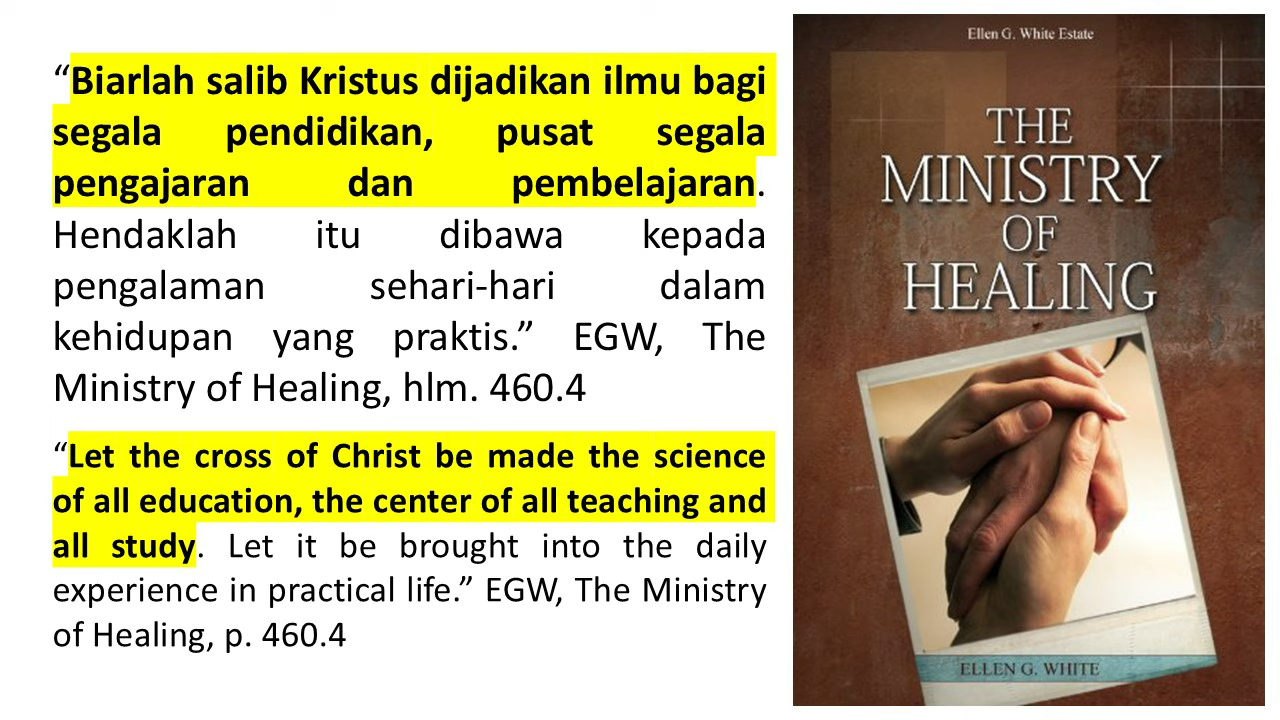 “Biarlah salib Kristus dijadikan ilmu bagi
segala pendidikan, pusat segala
pengajaran dan pembelajaran.
Hendaklah itu dibawa kepada
pengalaman sehari-hari dalam
kehidupan yang praktis.” EGW, The
Ministry of Healing, hlm. 460.4
“Let the cross of Christ be made the science
of all education, the center of all teaching and
all study. Let it be brought into the daily
experience in practical life.” EGW, The Ministry
of Healing, p. 460.4
Ellen G. White Estate
THE
MINISTRY
OF
HEALING
ELLEN G. WHITE